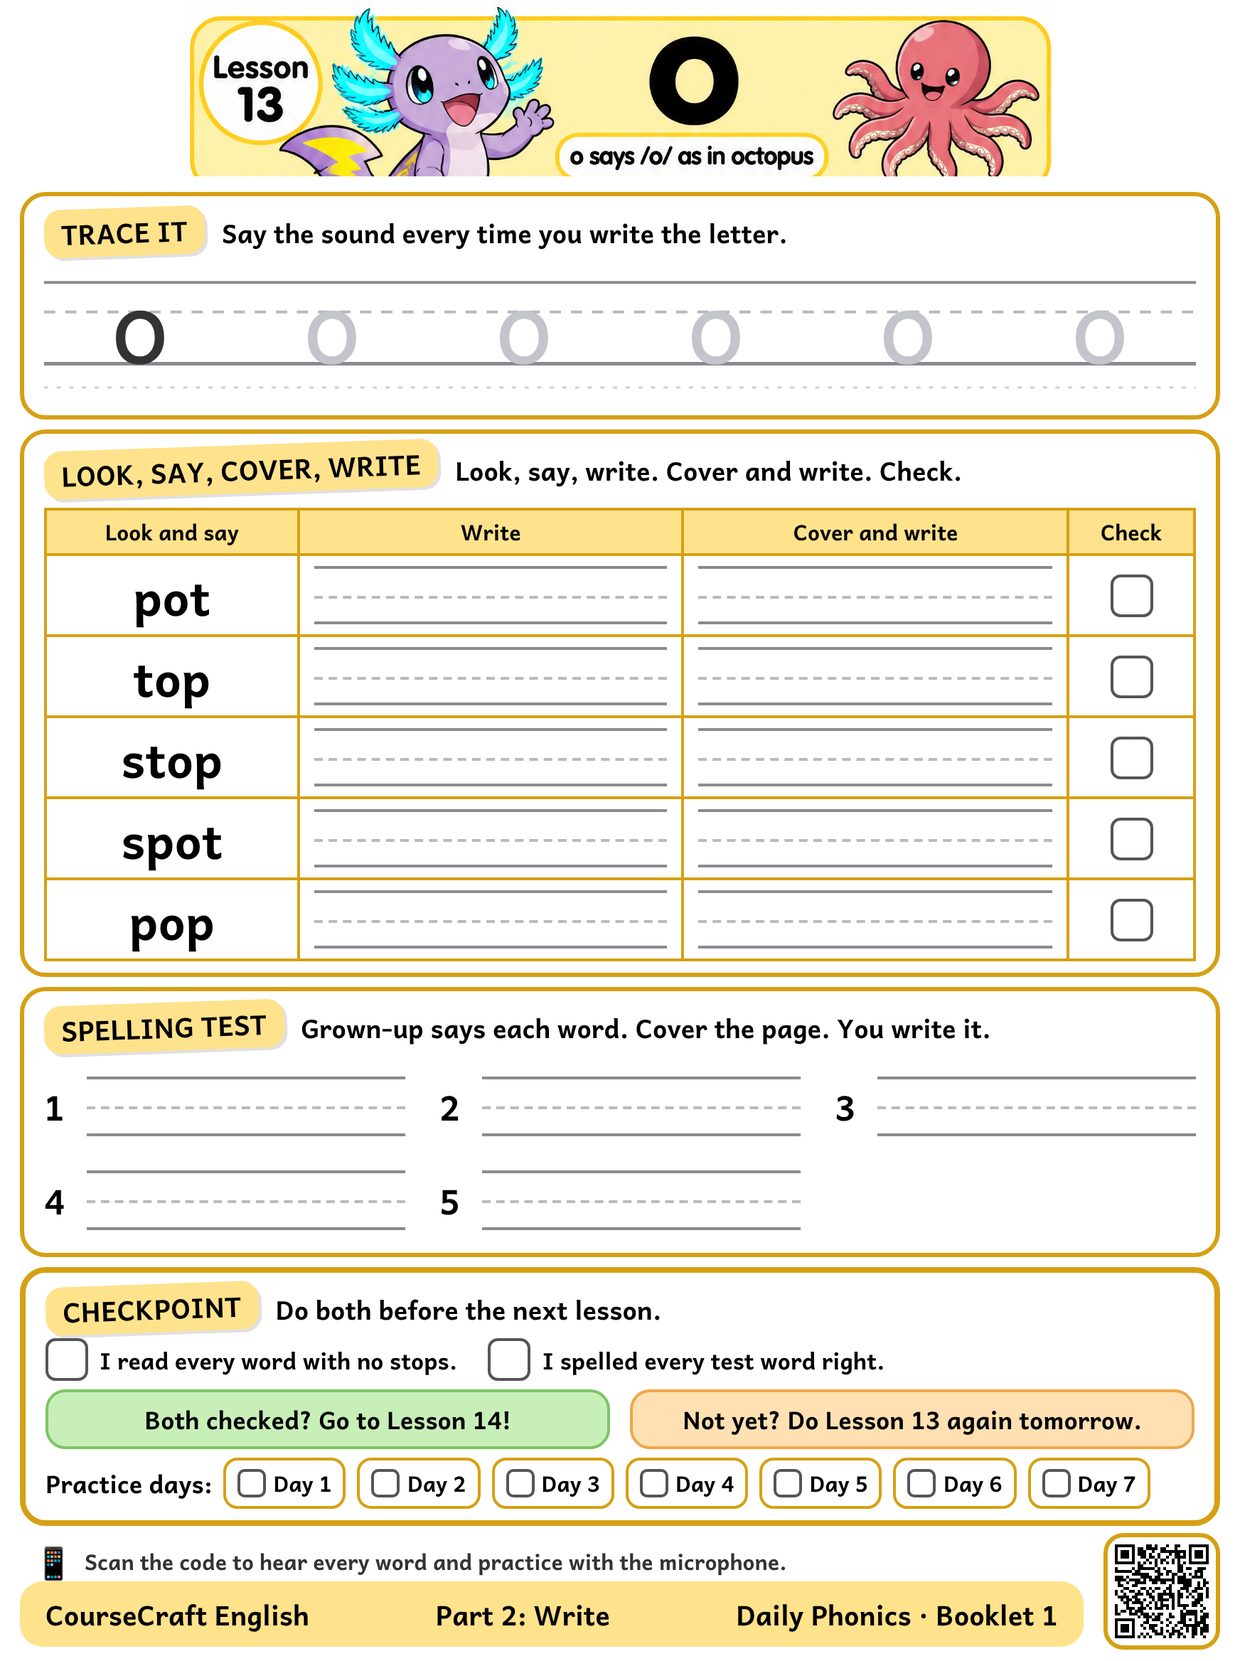 Lesson
13
o
o says /o/ as in octopus
TRACE IT Say the sound every time you write the letter.
o o o o o o
LOOK, SAY, COVER, WRITE Look, say, write. Cover and write. Check.
Look and say Write Cover and write Check
pot
top
stop
spot
pop
SPELLING TEST Grown-up says each word. Cover the page. You write it.
1 2 3
4 5
CHECKPOINT Do both before the next lesson.
I read every word with no stops. I spelled every test word right.
Both checked? Go to Lesson 14! Not yet? Do Lesson 13 again tomorrow.
Practice days: Day 1 Day 2 Day 3 Day 4 Day 5 Day 6 Day 7
Scan the code to hear every word and practice with the microphone.
CourseCraft English Part 2: Write Daily Phonics · Booklet 1